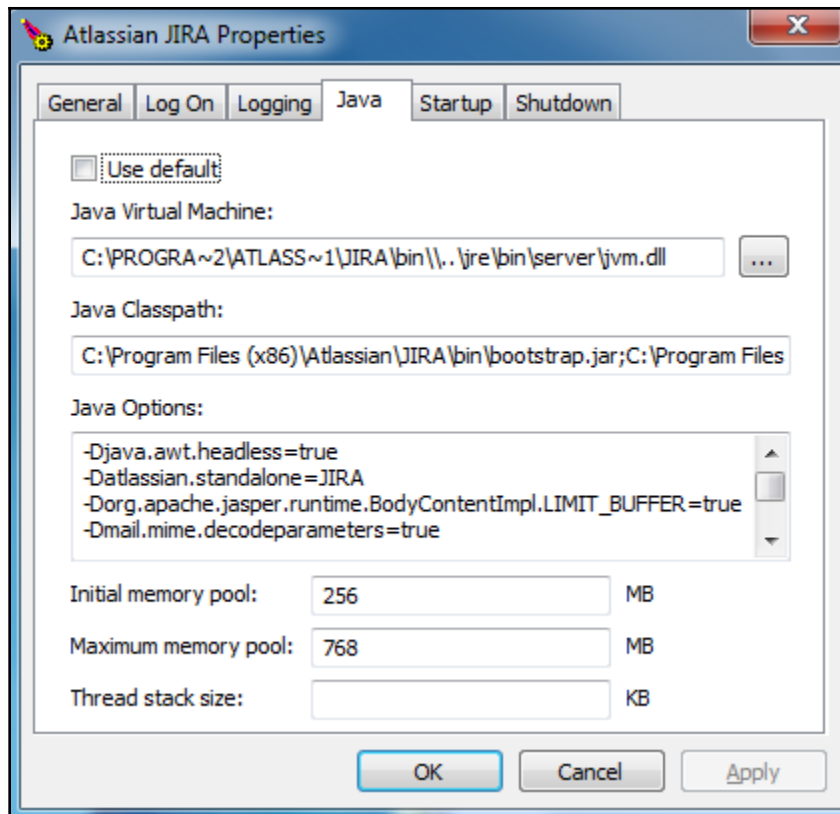 Atlassian JIRA Properties
General Log On Logging Java Startup Shutdown
Use default
Java Virtual Machine:
C:\PROGRA~2\ATLASS~1\JIRA\bin\\..\jre\bin\server\jvm.dll ...
Java Classpath:
C:\Program Files (x86)\Atlassian\JIRA\bin\bootstrap.jar;C:\Program Files
Java Options:
-Djava.awt.headless=true
-Datlassian.standalone=JIRA
-Dorg.apache.jasper.runtime.BodyContentImpl.LIMIT_BUFFER=true
-Dmail.mime.decodeparameters=true
Initial memory pool: 256 MB
Maximum memory pool: 768 MB
Thread stack size: KB
OK Cancel Apply